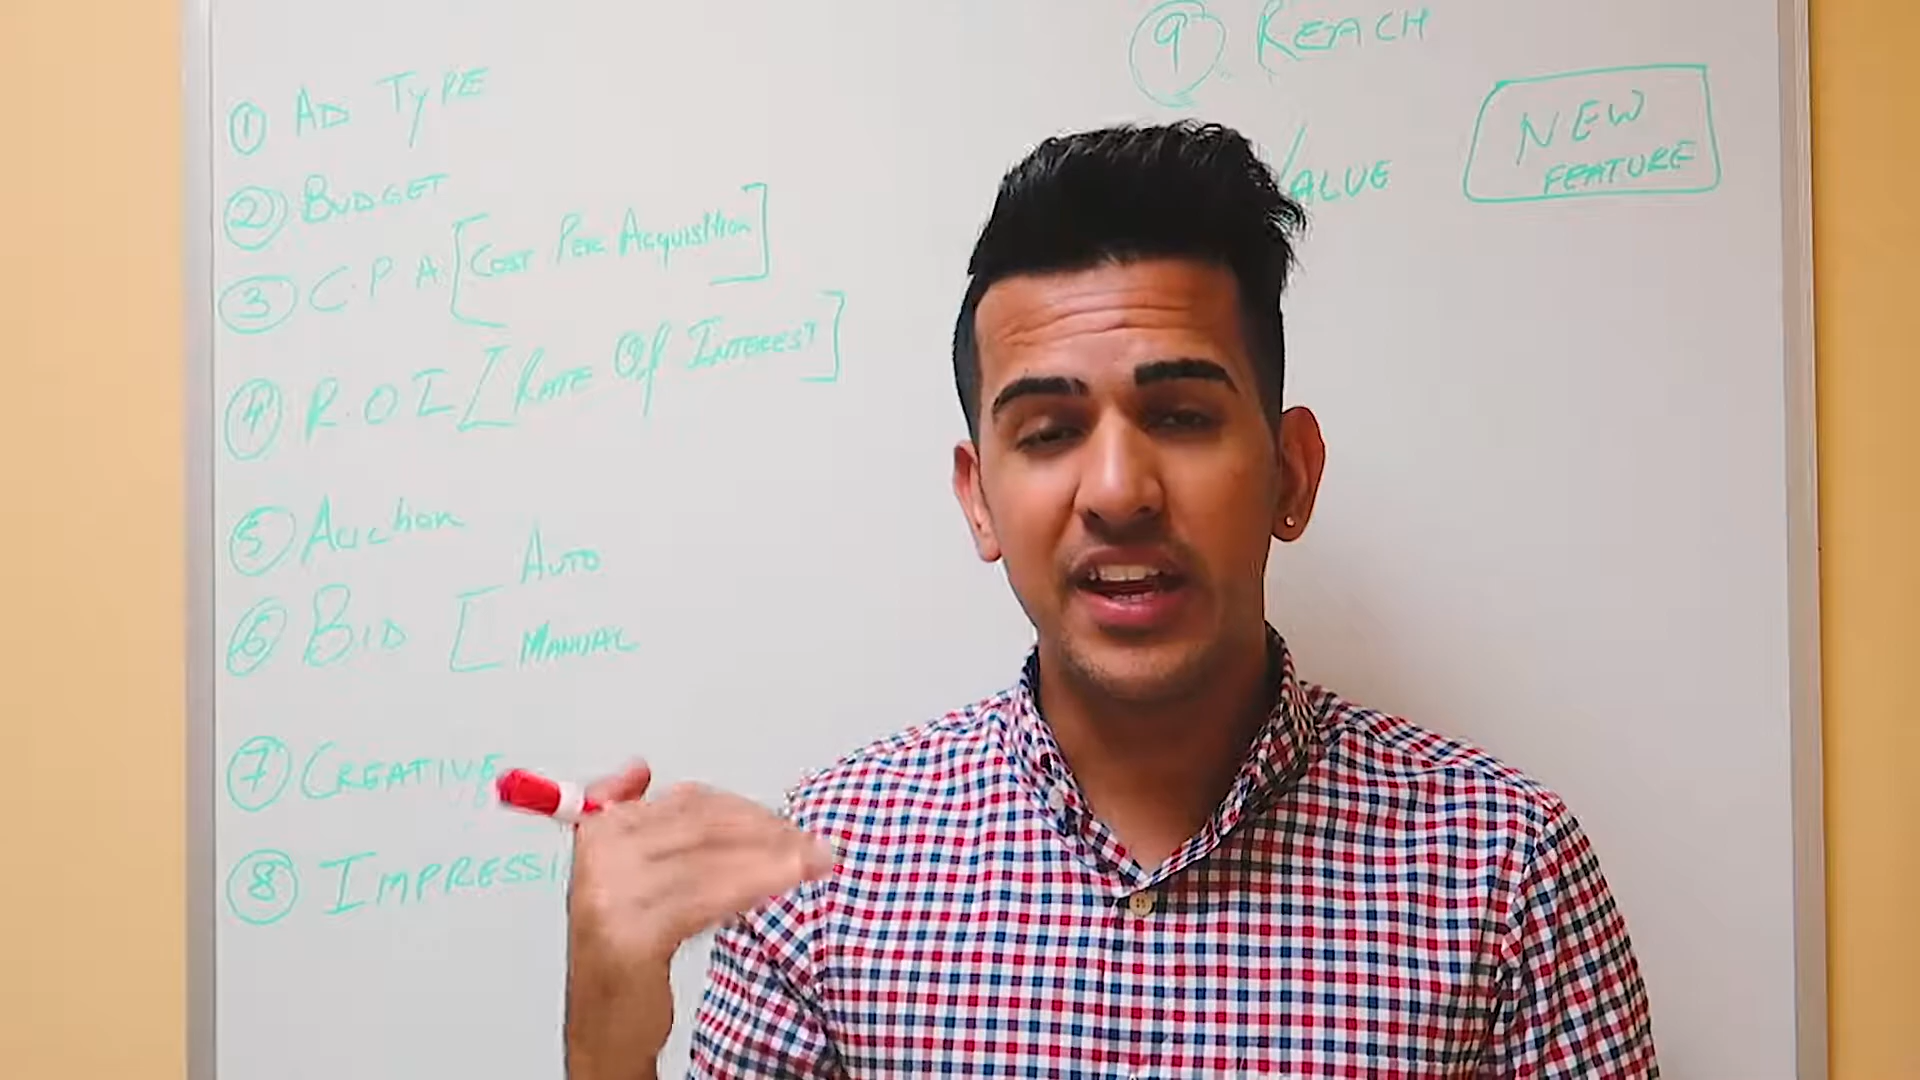 ① AD TYPE
② BUDGET
③ C.P.A [COST PER ACQUISITION]
④ R.O.I [RATE OF INTEREST]
⑤ Auction
⑥ BID [ AUTO
MANUAL
⑦ CREATIVE
⑧ IMPRESSI
⑨ REACH
VALUE
NEW
FEATURE